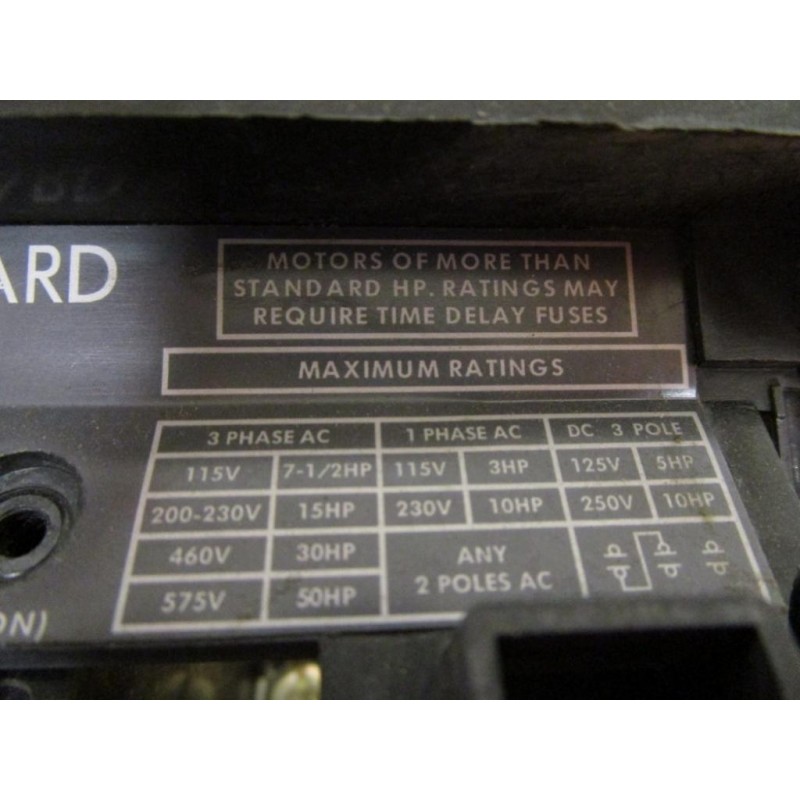 ARD
MOTORS OF MORE THAN
STANDARD HP. RATINGS MAY
REQUIRE TIME DELAY FUSES
MAXIMUM RATINGS
3 PHASE AC 1 PHASE AC DC 3 POLE
115V 7-1/2HP 115V 3HP 125V 5HP
200-230V 15HP 230V 10HP 250V 10HP
460V 30HP ANY
2 POLES AC
575V 50HP
ON)